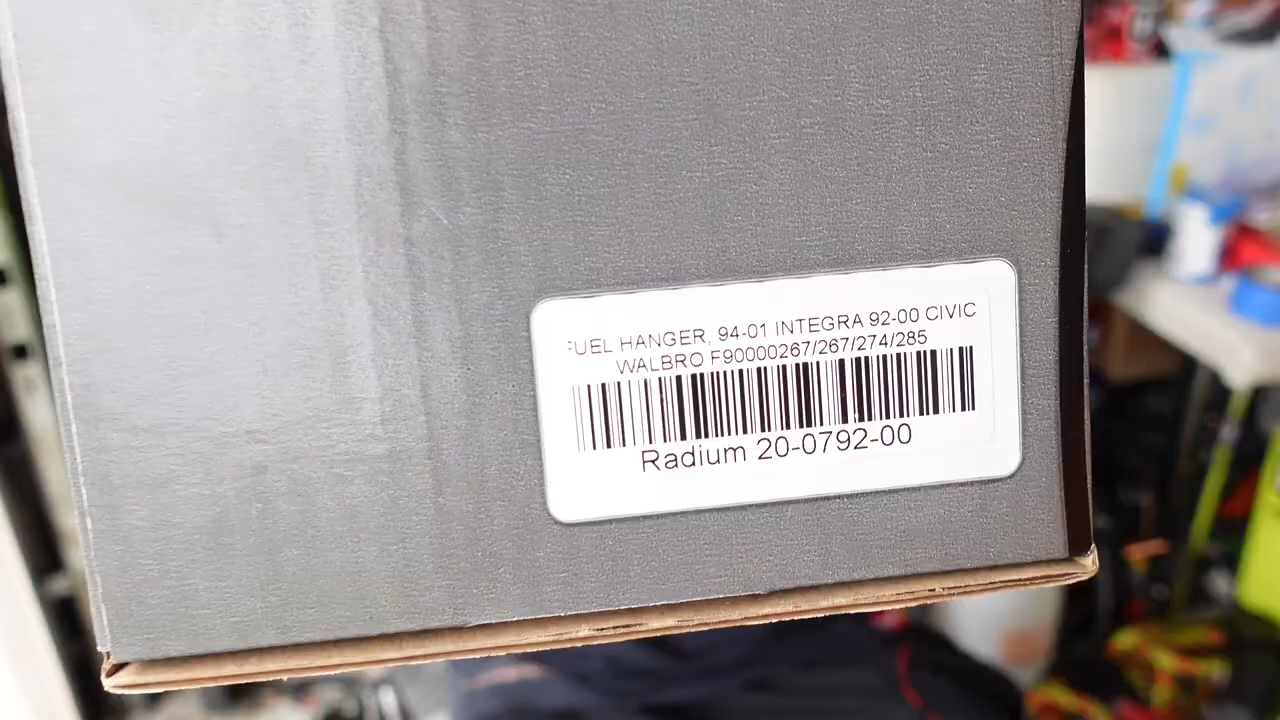 FUEL HANGER, 94-01 INTEGRA 92-00 CIVIC
WALBRO F90000267/267/274/285
Radium 20-0792-00